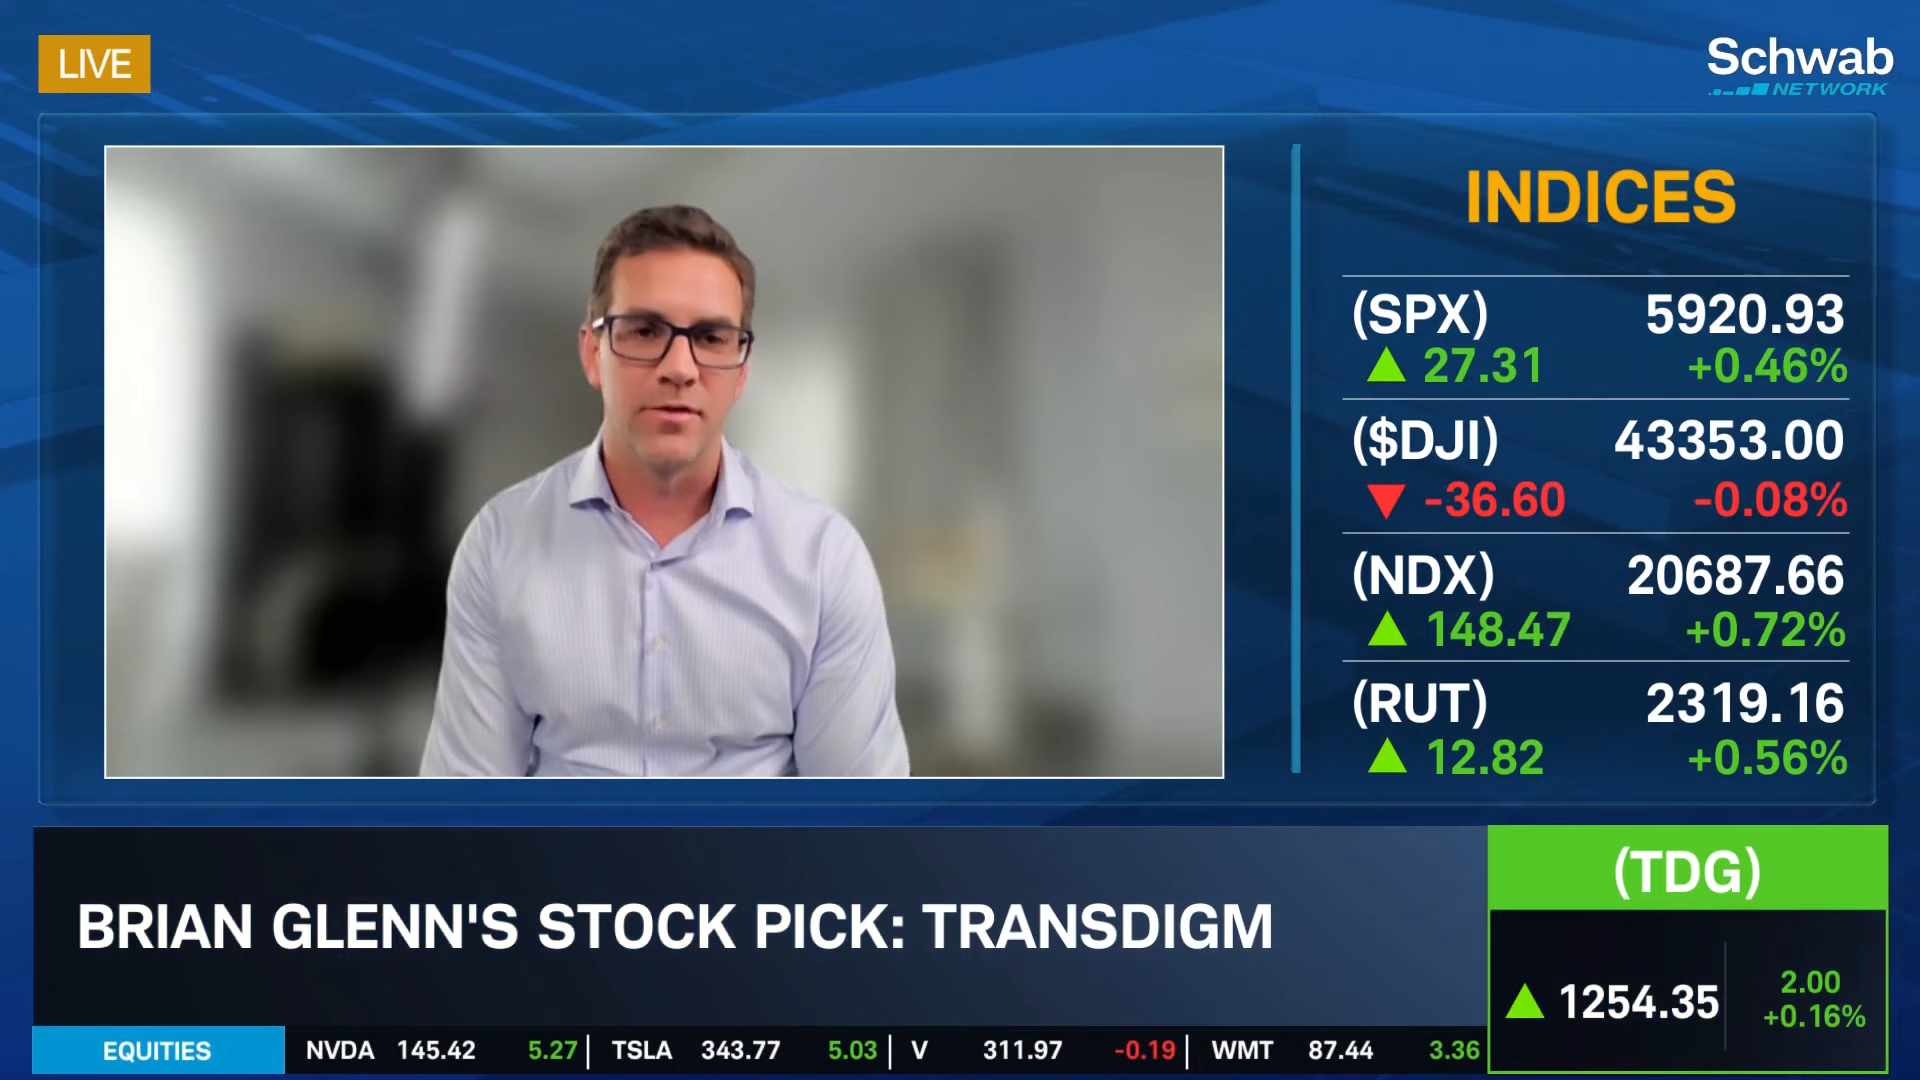 LIVE
Schwab
NETWORK
INDICES
(SPX) 5920.93
▲ 27.31 +0.46%
($DJI) 43353.00
▼ -36.60 -0.08%
(NDX) 20687.66
▲ 148.47 +0.72%
(RUT) 2319.16
▲ 12.82 +0.56%
BRIAN GLENN'S STOCK PICK: TRANSDIGM
(TDG)
▲ 1254.35
2.00
+0.16%
EQUITIES NVDA 145.42 5.27 | TSLA 343.77 5.03 | V 311.97 -0.19 | WMT 87.44 3.36